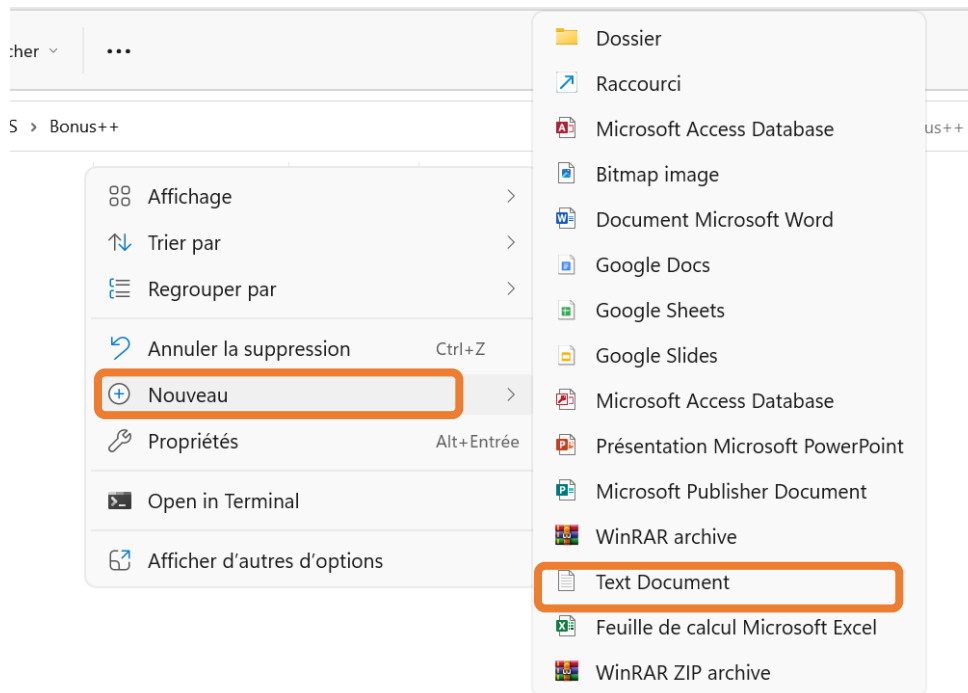 cher
S > Bonus++
us++
Affichage
Trier par
Regrouper par
Annuler la suppression Ctrl+Z
Nouveau
Propriétés Alt+Entrée
Open in Terminal
Afficher d'autres d'options
Dossier
Raccourci
Microsoft Access Database
Bitmap image
Document Microsoft Word
Google Docs
Google Sheets
Google Slides
Microsoft Access Database
Présentation Microsoft PowerPoint
Microsoft Publisher Document
WinRAR archive
Text Document
Feuille de calcul Microsoft Excel
WinRAR ZIP archive